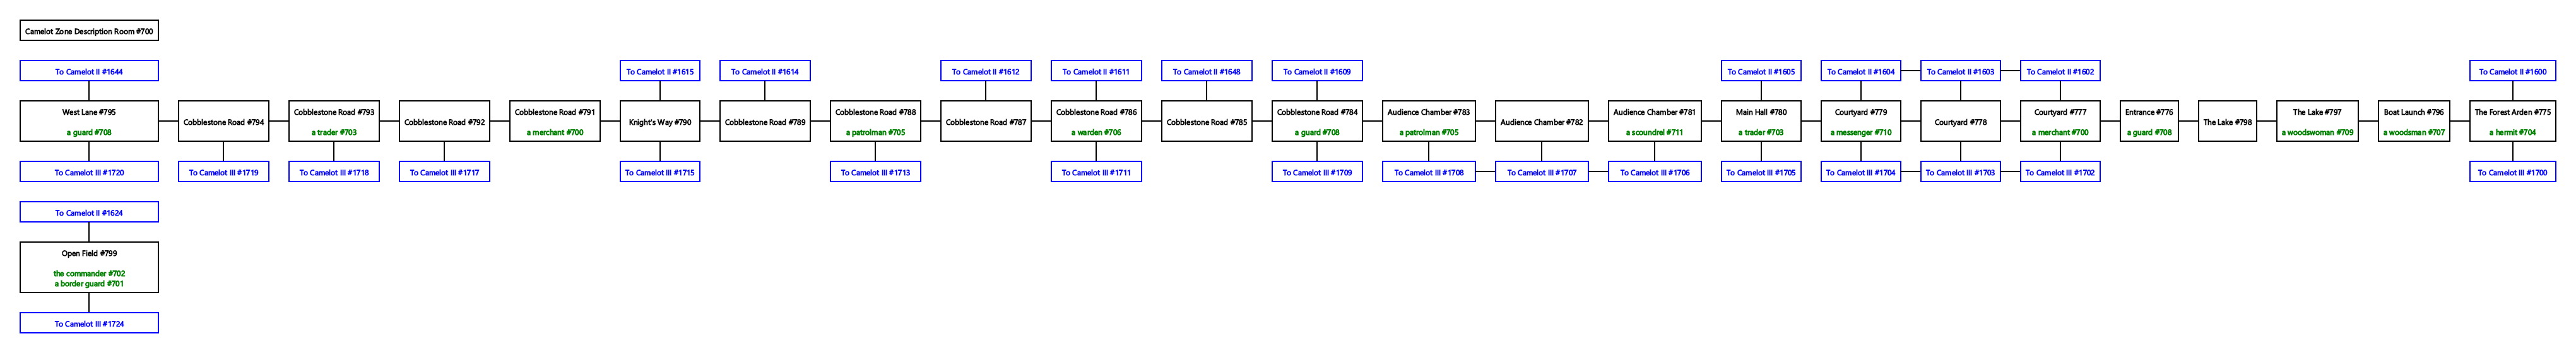 Camelot Zone Description Room #700
To Camelot II #1644
To Camelot II #1615
To Camelot II #1614
To Camelot II #1612
To Camelot II #1611
To Camelot II #1648
To Camelot II #1609
To Camelot II #1605
To Camelot II #1604
To Camelot II #1603
To Camelot II #1602
To Camelot II #1600
West Lane #795
a guard #708
Cobblestone Road #794
Cobblestone Road #793
a trader #703
Cobblestone Road #792
Cobblestone Road #791
a merchant #700
Knight's Way #790
Cobblestone Road #789
Cobblestone Road #788
a patrolman #705
Cobblestone Road #787
Cobblestone Road #786
a warden #706
Cobblestone Road #785
Cobblestone Road #784
a guard #708
Audience Chamber #783
a patrolman #705
Audience Chamber #782
Audience Chamber #781
a scoundrel #711
Main Hall #780
a trader #703
Courtyard #779
a messenger #710
Courtyard #778
Courtyard #777
a merchant #700
Entrance #776
a guard #708
The Lake #798
The Lake #797
a woodswoman #709
Boat Launch #796
a woodsman #707
The Forest Arden #775
a hermit #704
To Camelot III #1720
To Camelot III #1719
To Camelot III #1718
To Camelot III #1717
To Camelot III #1715
To Camelot III #1713
To Camelot III #1711
To Camelot III #1709
To Camelot III #1708
To Camelot III #1707
To Camelot III #1706
To Camelot III #1705
To Camelot III #1704
To Camelot III #1703
To Camelot III #1702
To Camelot III #1700
To Camelot II #1624
Open Field #799
the commander #702
a border guard #701
To Camelot III #1724